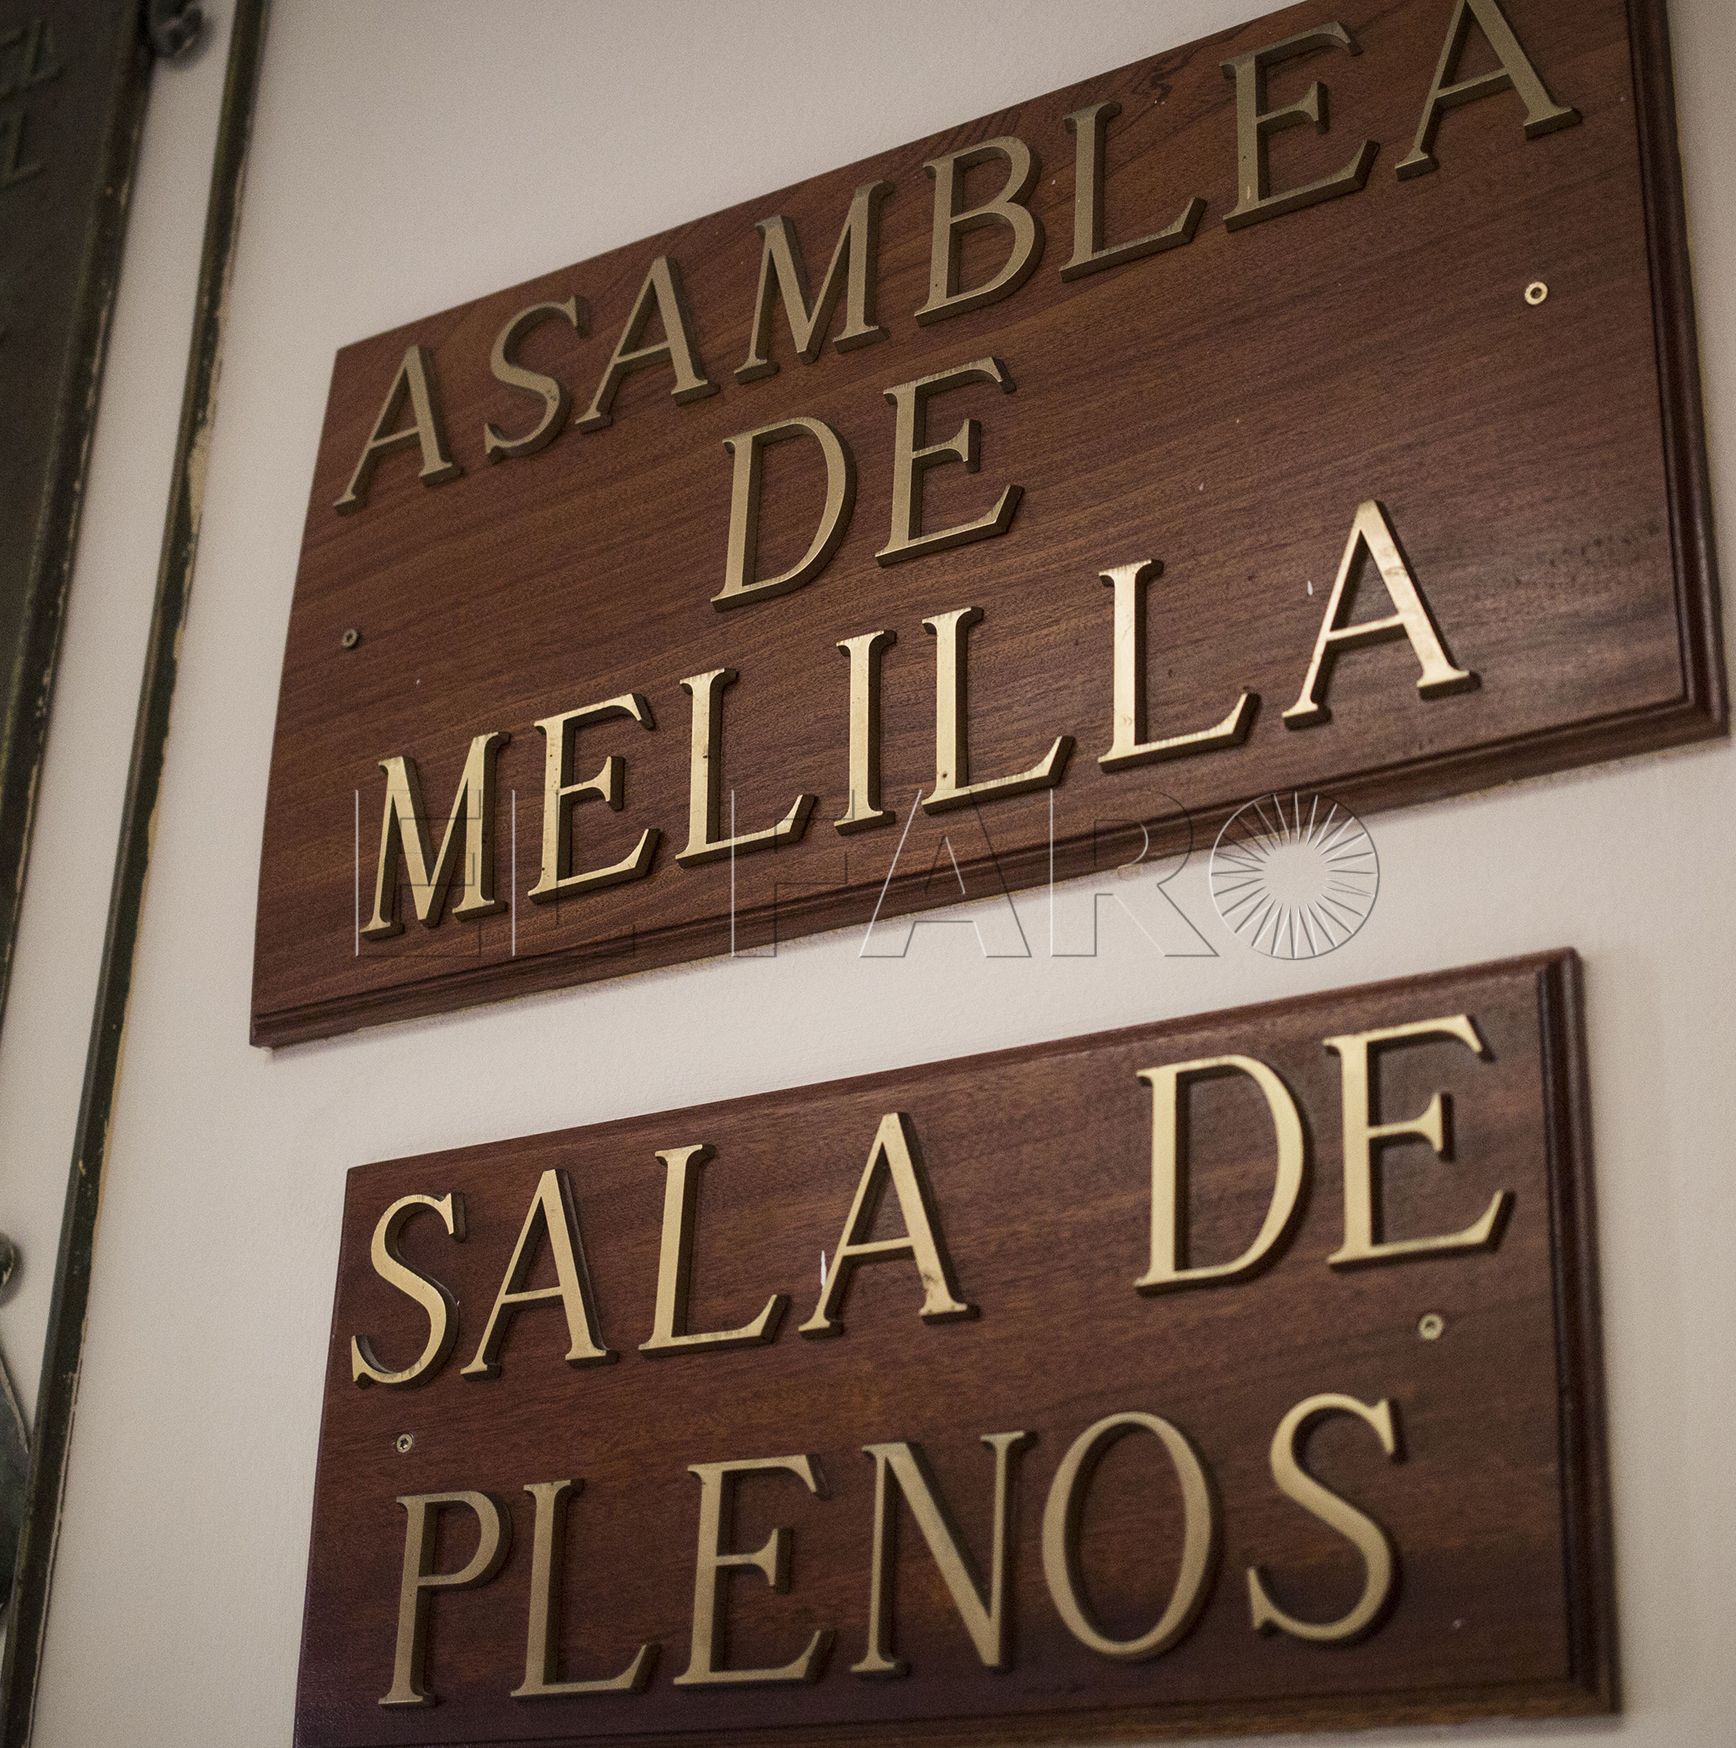 ASAMBLEA
DE
MELILLA
EL FARO
SALA DE
PLENOS